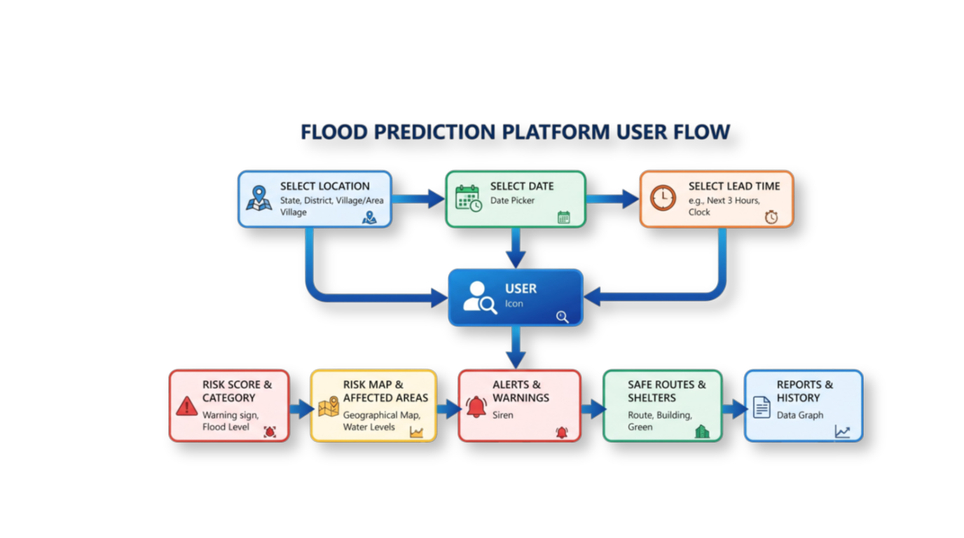 FLOOD PREDICTION PLATFORM USER FLOW
SELECT LOCATION
State, District, Village/Area
Village
SELECT DATE
Date Picker
SELECT LEAD TIME
e.g., Next 3 Hours,
Clock
USER
Icon
RISK SCORE &
CATEGORY
Warning sign,
Flood Level
RISK MAP &
AFFECTED AREAS
Geographical Map,
Water Levels
ALERTS &
WARNINGS
Siren
SAFE ROUTES &
SHELTERS
Route, Building,
Green
REPORTS &
HISTORY
Data Graph